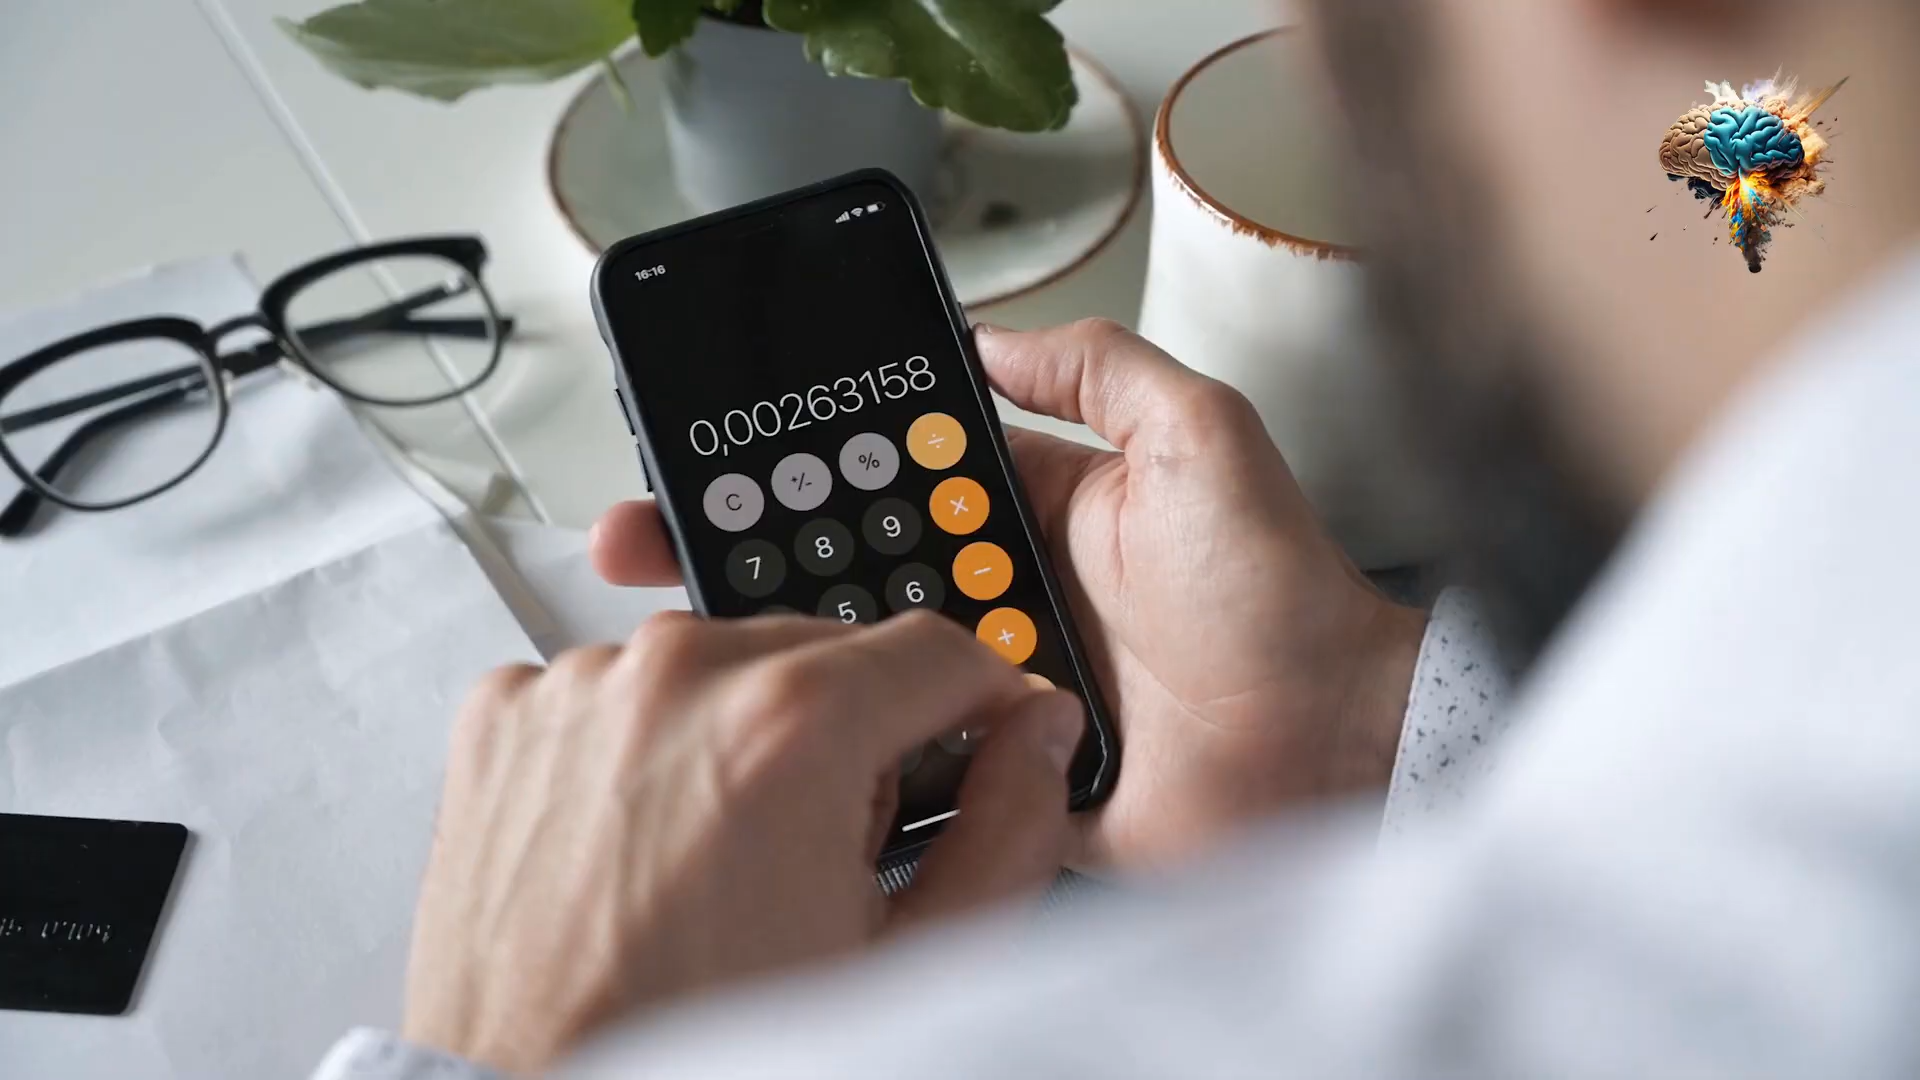 16:16
0,00263158
C +/- % ÷
7 8 9 ×
5 6 −
+